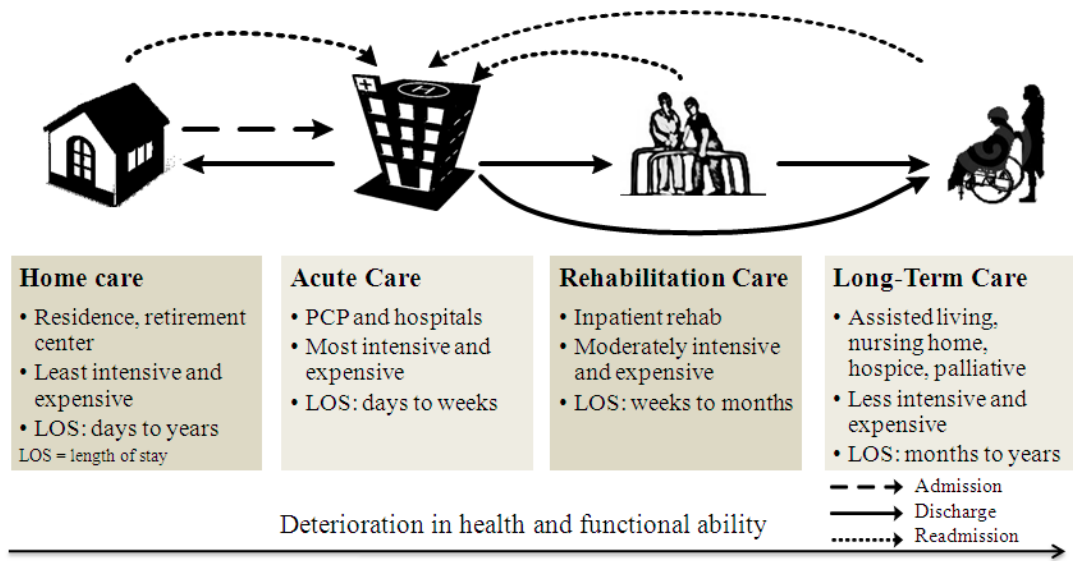 H
Home care
• Residence, retirement
center
• Least intensive and
expensive
• LOS: days to years
LOS = length of stay
Acute Care
• PCP and hospitals
• Most intensive and
expensive
• LOS: days to weeks
Rehabilitation Care
• Inpatient rehab
• Moderately intensive
and expensive
• LOS: weeks to months
Long-Term Care
• Assisted living,
nursing home,
hospice, palliative
• Less intensive and
expensive
• LOS: months to years
Admission
Discharge
Readmission
Deterioration in health and functional ability